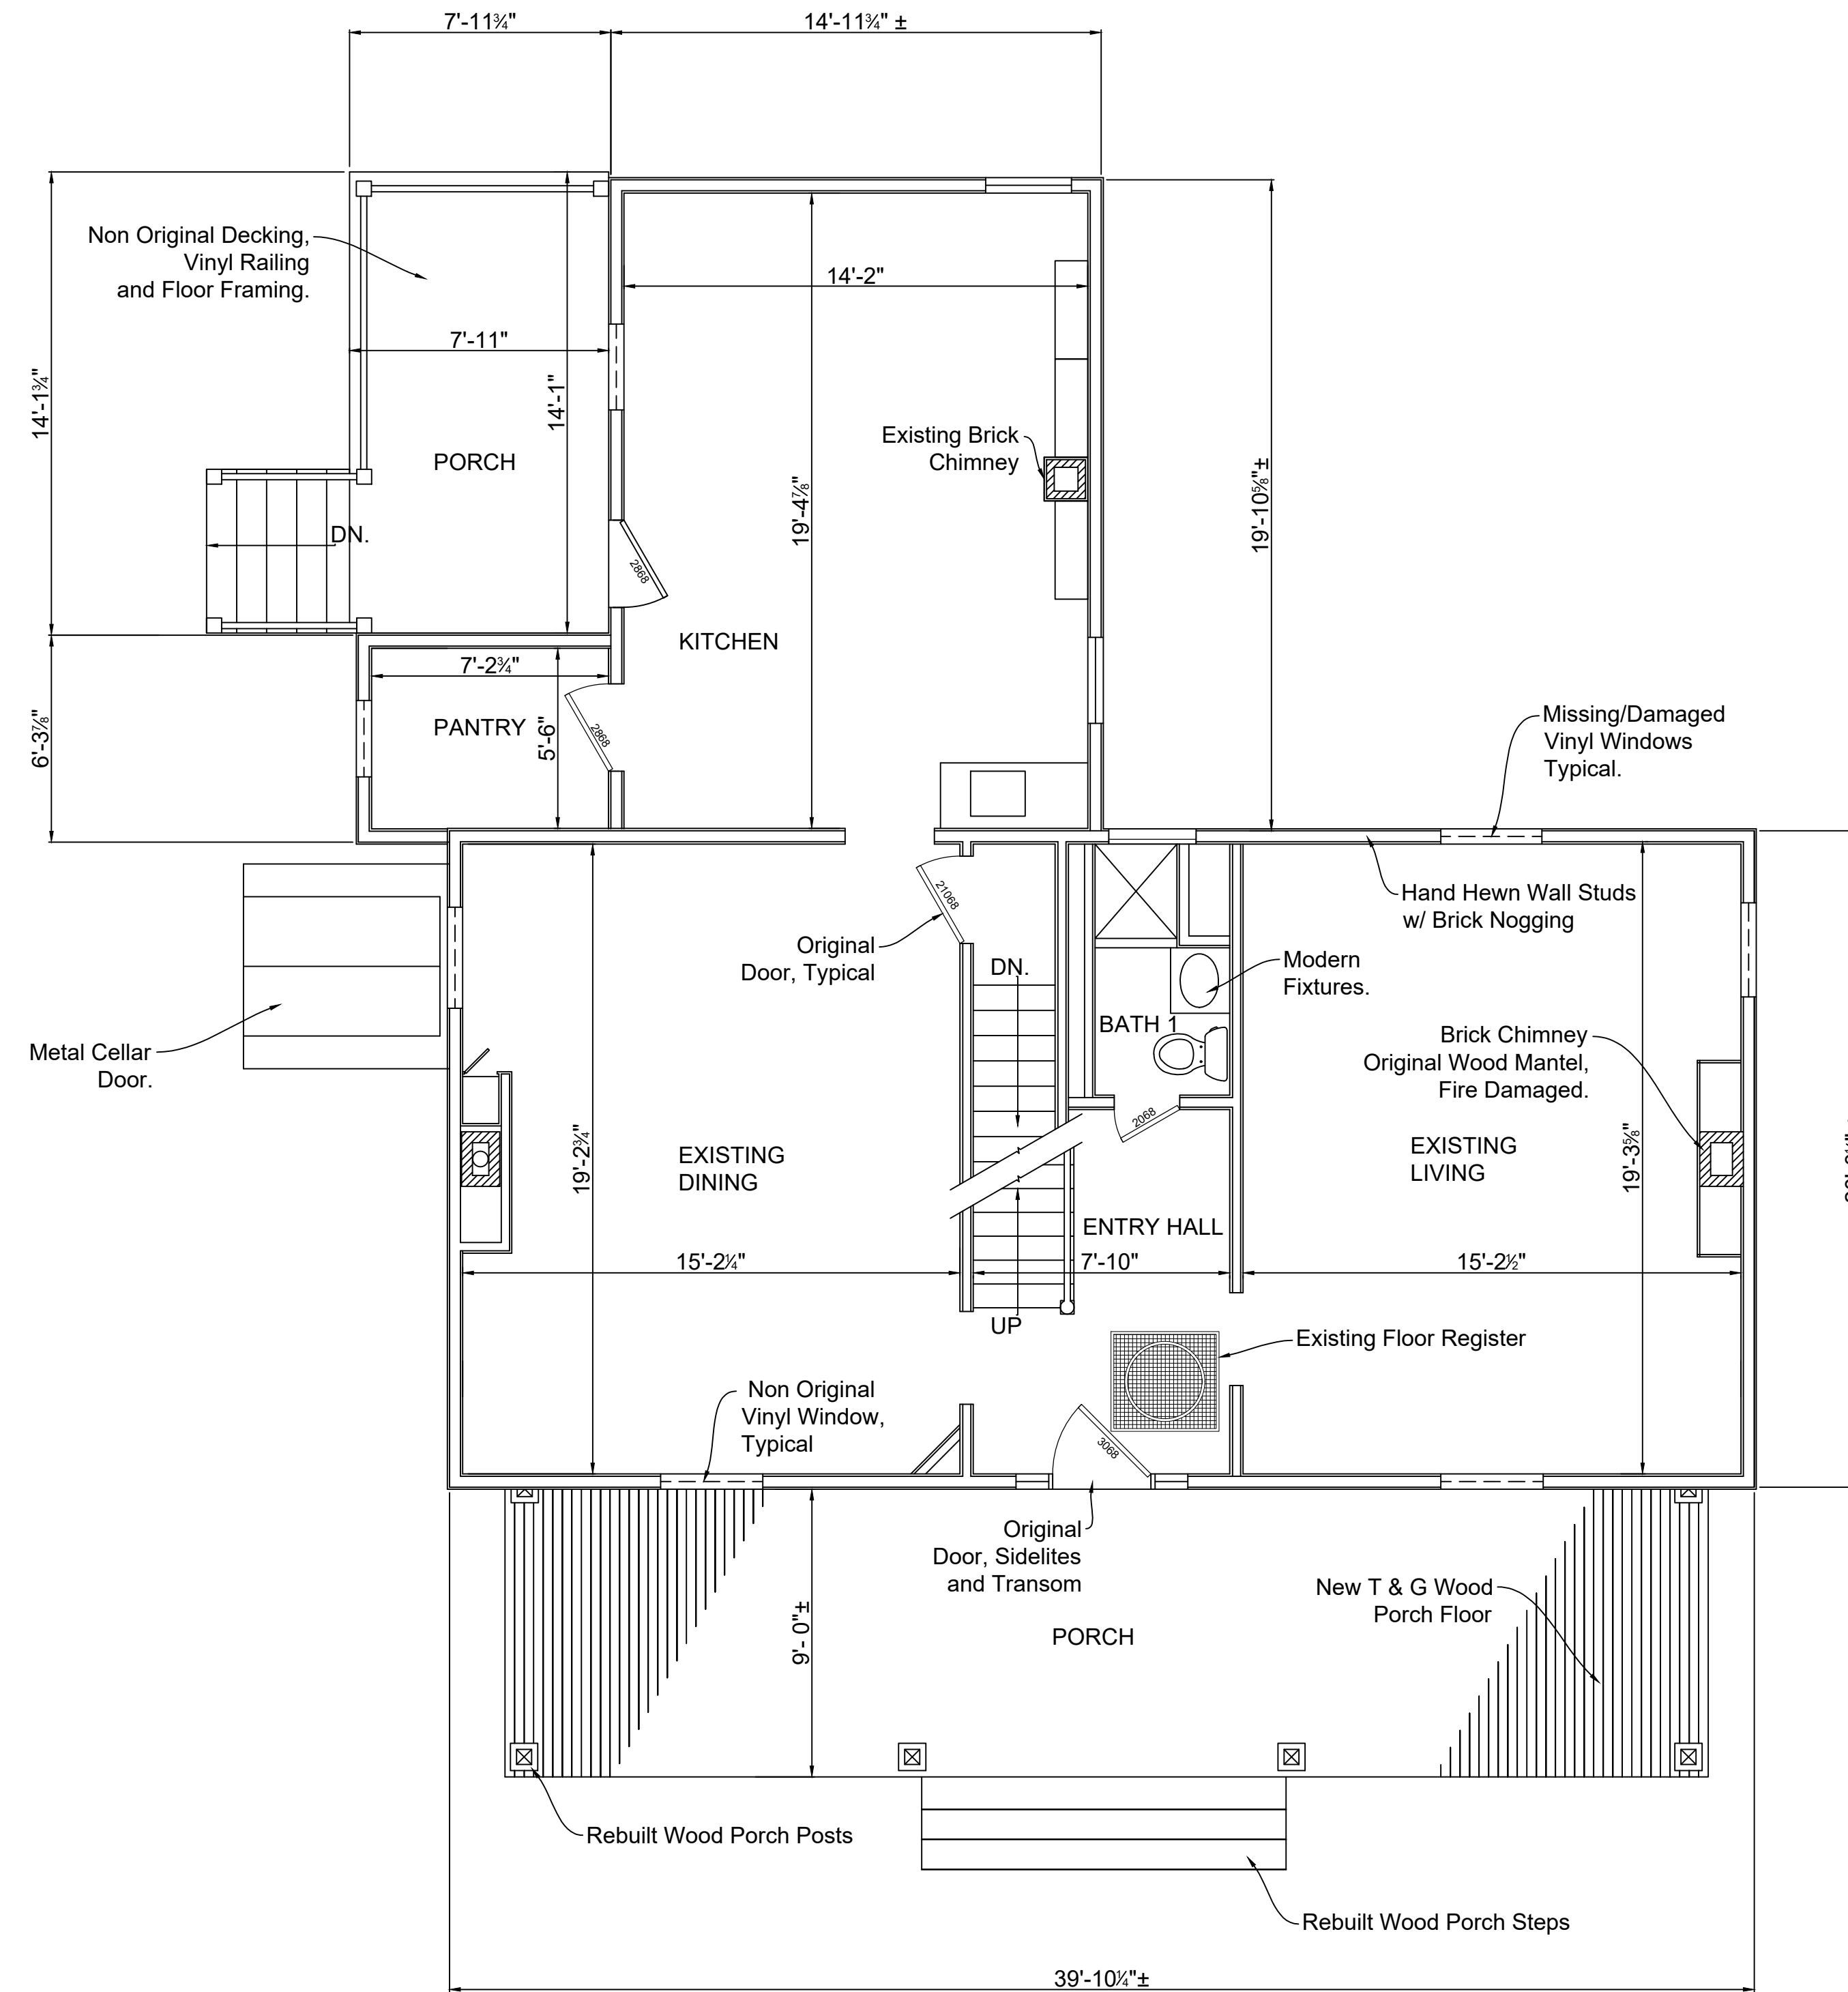 7'-11¾"
14'-11¾" ±
Non Original Decking,
Vinyl Railing
and Floor Framing.
14'-2"
7'-11"
14'-1¾"
14'-1"
PORCH
Existing Brick
Chimney
19'-4⅞"
19'-10⅝"±
DN.
2868
KITCHEN
7'-2¾"
PANTRY
5'-6"
2868
6'-3⅞"
Missing/Damaged
Vinyl Windows
Typical.
21068
Hand Hewn Wall Studs
w/ Brick Nogging
Original
Door, Typical
DN.
Modern
Fixtures.
BATH 1
Metal Cellar
Door.
Brick Chimney
Original Wood Mantel,
Fire Damaged.
2068
19'-2¾"
EXISTING
DINING
EXISTING
LIVING
19'-3⅝"
ENTRY HALL
15'-2¼"
7'-10"
15'-2½"
UP
Existing Floor Register
Non Original
Vinyl Window,
Typical
3068
Original
Door, Sidelites
and Transom
New T & G Wood
Porch Floor
9'- 0"±
PORCH
Rebuilt Wood Porch Posts
Rebuilt Wood Porch Steps
39'-10¼"±